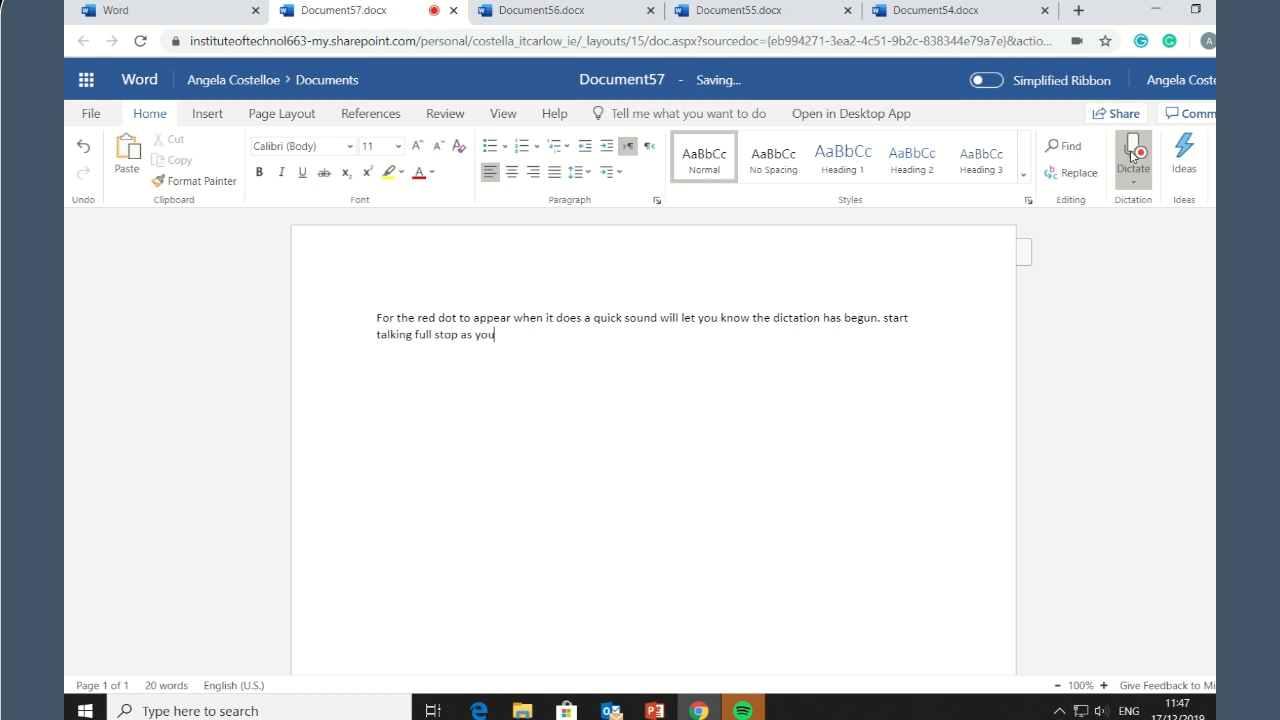 Word Document57.docx Document56.docx Document55.docx Document54.docx
instituteoftechnol663-my.sharepoint.com/personal/costella_itcarlow_ie/_layouts/15/doc.aspx?sourcedoc={eb994271-3ea2-4c51-9b2c-838344e79a7e}&actio... A
Word Angela Costelloe > Documents Document57 - Saving... Simplified Ribbon Angela Coste
File Home Insert Page Layout References Review View Help Tell me what you want to do Open in Desktop App Share Comm
Paste Cut Copy Format Painter Calibri (Body) 11 AaBbCc Normal AaBbCc No Spacing AaBbCc Heading 1 AaBbCc Heading 2 AaBbCc Heading 3 Find Replace Dictate Ideas
Undo Clipboard Font Paragraph Styles Editing Dictation Ideas
For the red dot to appear when it does a quick sound will let you know the dictation has begun. start
talking full stop as you
Page 1 of 1 20 words English (U.S.) - 100% + Give Feedback to Mi
Type here to search ENG 11:47
17/12/2019